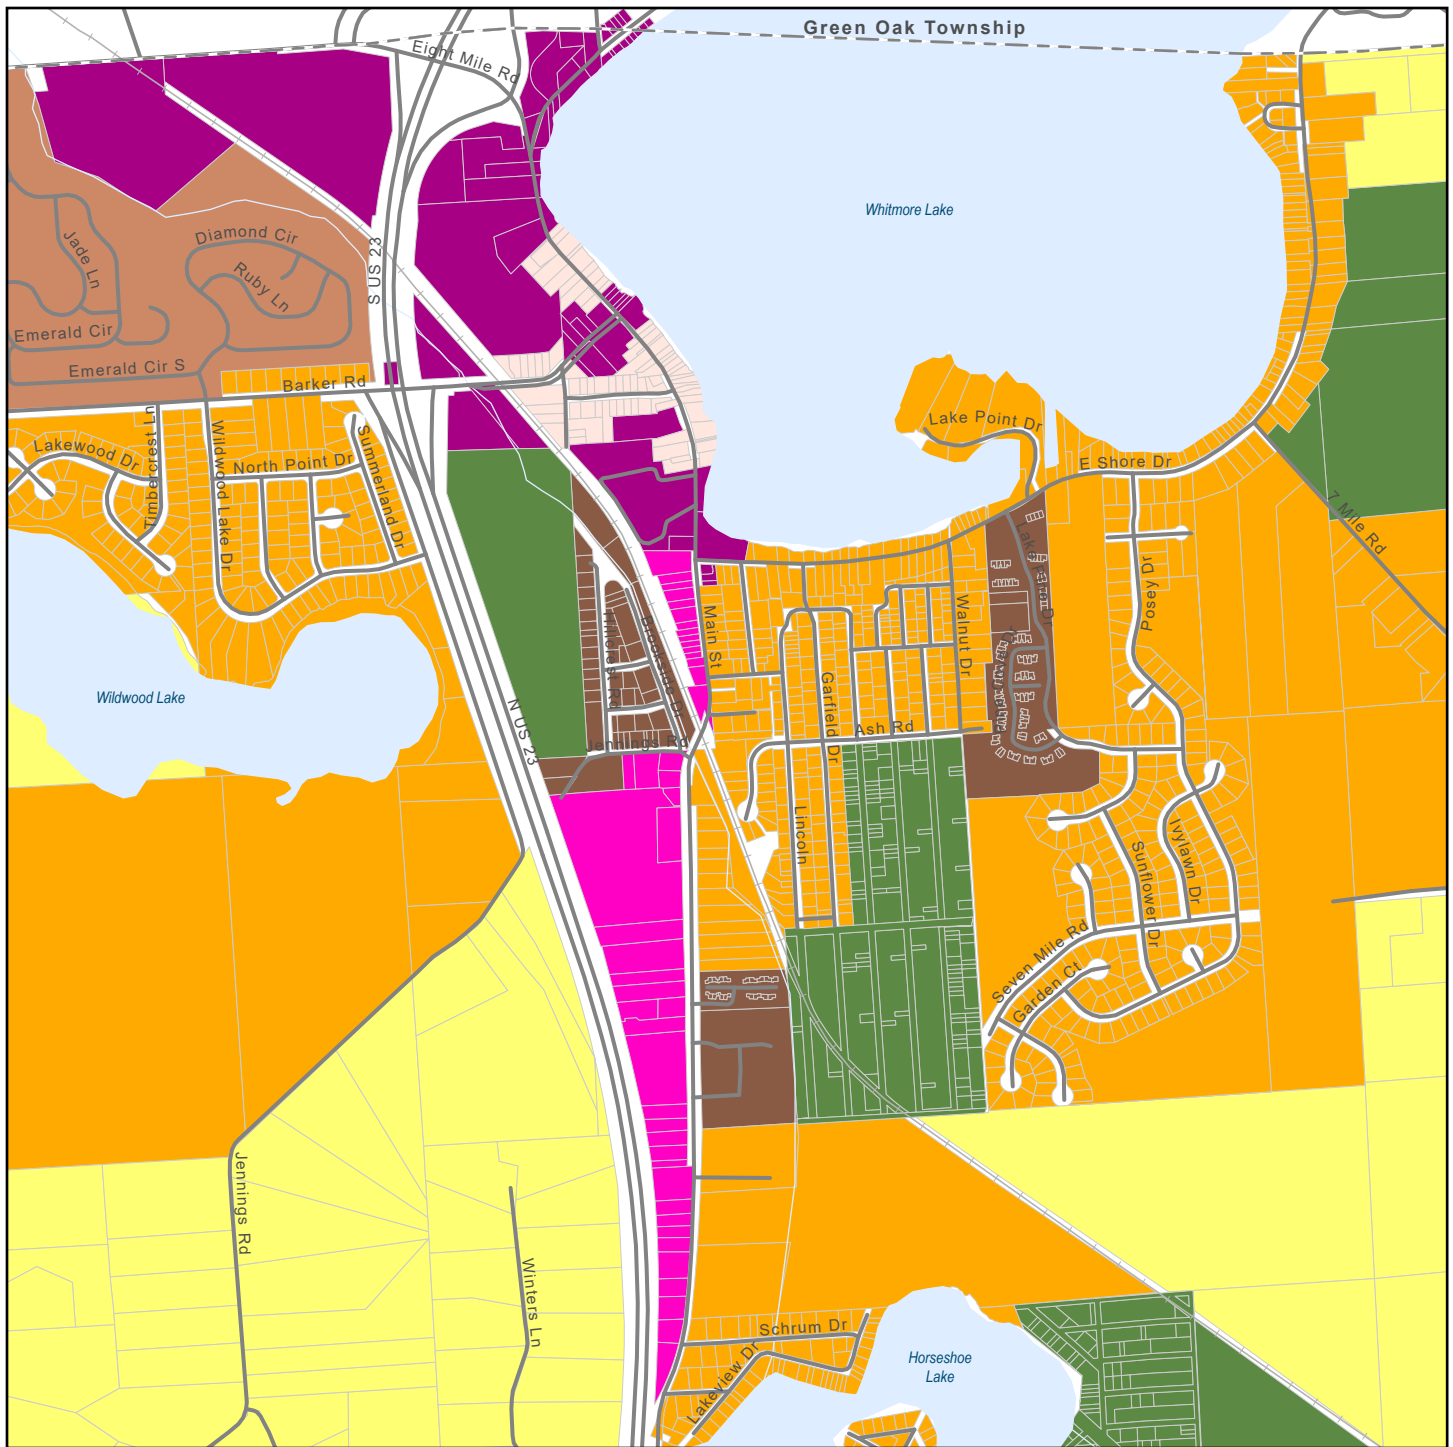 Green Oak Township
Eight Mile Rd
Whitmore Lake
Jade Ln
Diamond Cir
Ruby Ln
S US 23
Emerald Cir
Emerald Cir S
Barker Rd
Lakewood Dr
Timbercrest Ln
Wildwood Lake Dr
North Point Dr
Summerland Dr
Lake Point Dr
E Shore Dr
7 Mile Rd
Posey Dr
Walnut Dr
Main St
Hillcrest Rd
Brookside Dr
Garfield Dr
Ash Rd
Jennings Rd
Wildwood Lake
N US 23
Lincoln
Ivylawn Dr
Sunflower Dr
Seven Mile Rd
Garden Ct
Jennings Rd
Winters Ln
Schrum Dr
Lakeview Dr
Horseshoe
Lake